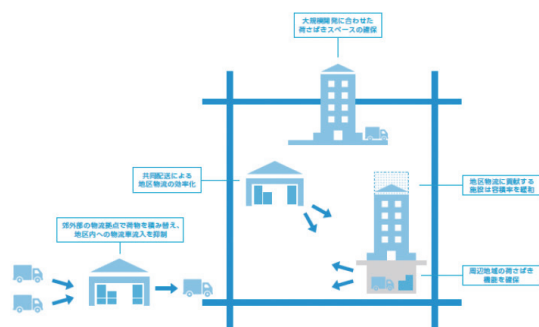 大規模開発に合わせた
荷さばきスペースの確保
共同配送による
地区物流の効率化
地区物流に貢献する
施設は容積率を緩和
郊外部の物流拠点で荷物を積み替え、
地区内への物流車流入を抑制
周辺地域の荷さばき
機能を確保